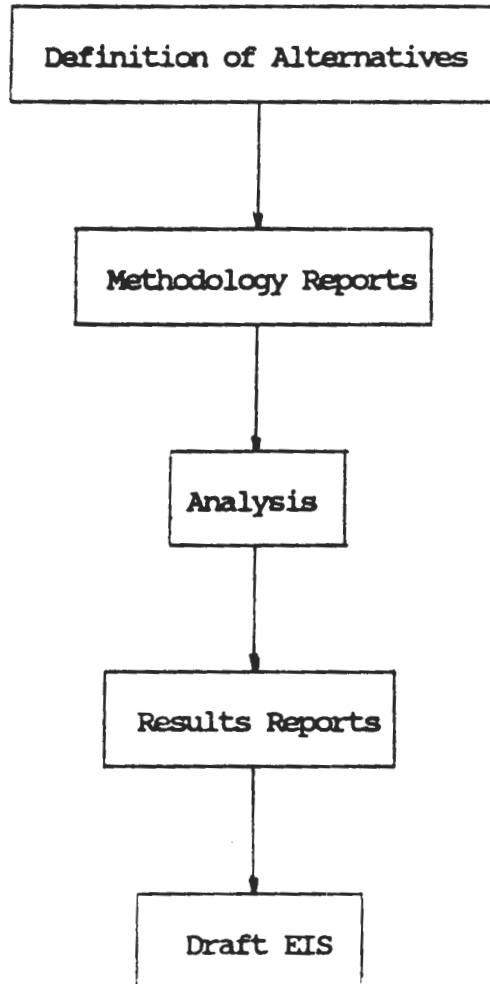 Definition of Alternatives
Methodology Reports
Analysis
Results Reports
Draft EIS